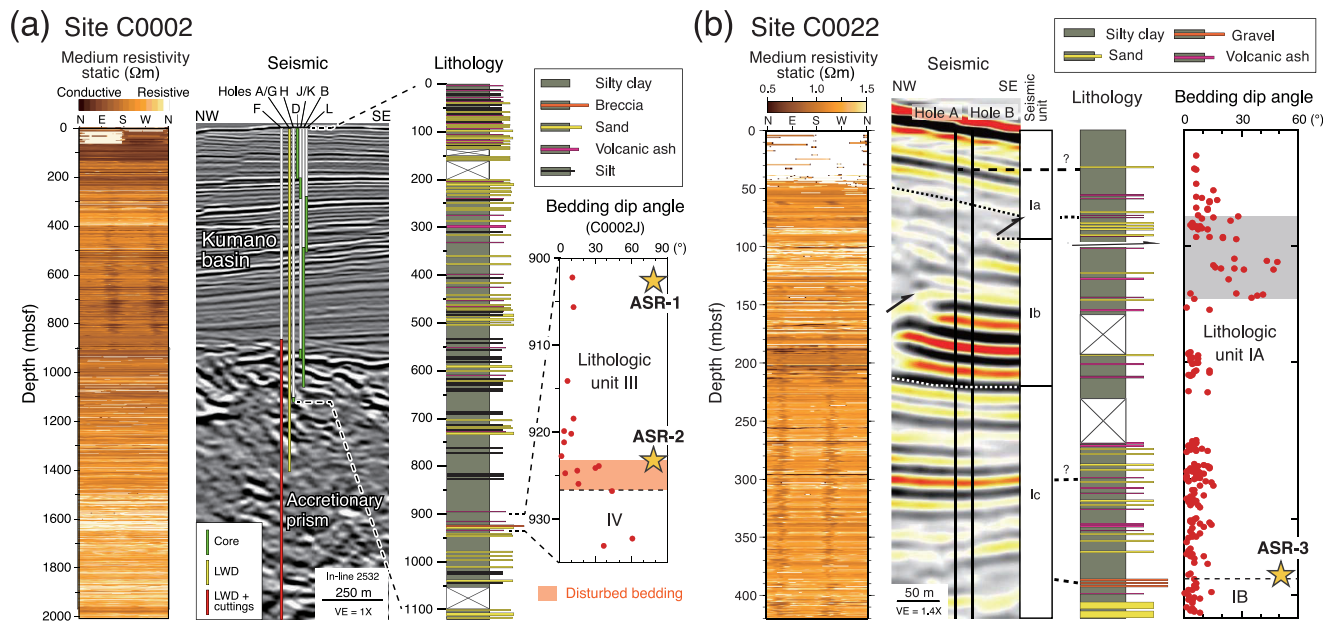 (a) Site C0002
Medium resistivity
static (Ωm)
Conductive Resistive
N E S W N
0
200
400
600
800
1000
1200
1400
1600
1800
2000
Depth (mbsf)
Seismic
Holes A/G H J/K B
F D L
NW SE
Kumano
basin
Accretionary
prism
Core
LWD
LWD +
cuttings
In-line 2532
250 m
VE = 1X
Lithology
0
100
200
300
400
500
600
700
800
900
1000
1100
Silty clay
Breccia
Sand
Volcanic ash
Silt
Bedding dip angle
(C0002J)
0 30 60 90 (°)
900
910
920
930
ASR-1
Lithologic
unit III
ASR-2
IV
Disturbed bedding
(b) Site C0022
Medium resistivity
static (Ωm)
0.5 1.0 1.5
N E S W N
0
50
100
150
200
250
300
350
400
Depth (mbsf)
Seismic
NW SE
Hole A Hole B
Seismic
unit
Ia
Ib
Ic
50 m
VE = 1.4X
Silty clay
Sand
Gravel
Volcanic ash
Lithology
?
?
Bedding dip angle
0 30 60 (°)
Lithologic
unit IA
ASR-3
IB